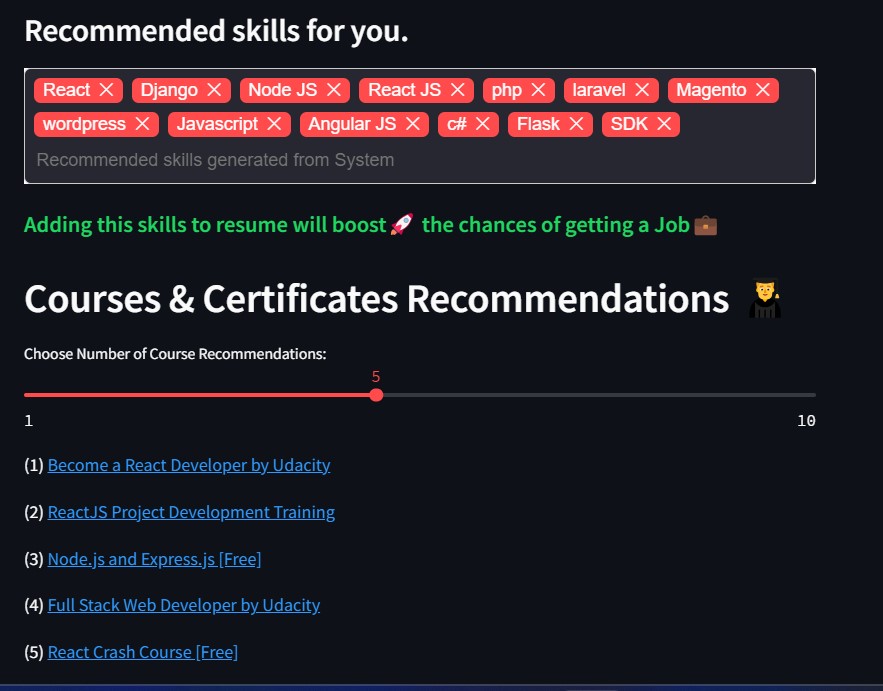 Recommended skills for you.
React × Django × Node JS × React JS × php × laravel × Magento ×
wordpress × Javascript × Angular JS × c# × Flask × SDK ×
Recommended skills generated from System
Adding this skills to resume will boost🚀 the chances of getting a Job💼
Courses & Certificates Recommendations 🧑‍🎓
Choose Number of Course Recommendations:
5
1 10
(1) Become a React Developer by Udacity
(2) ReactJS Project Development Training
(3) Node.js and Express.js [Free]
(4) Full Stack Web Developer by Udacity
(5) React Crash Course [Free]